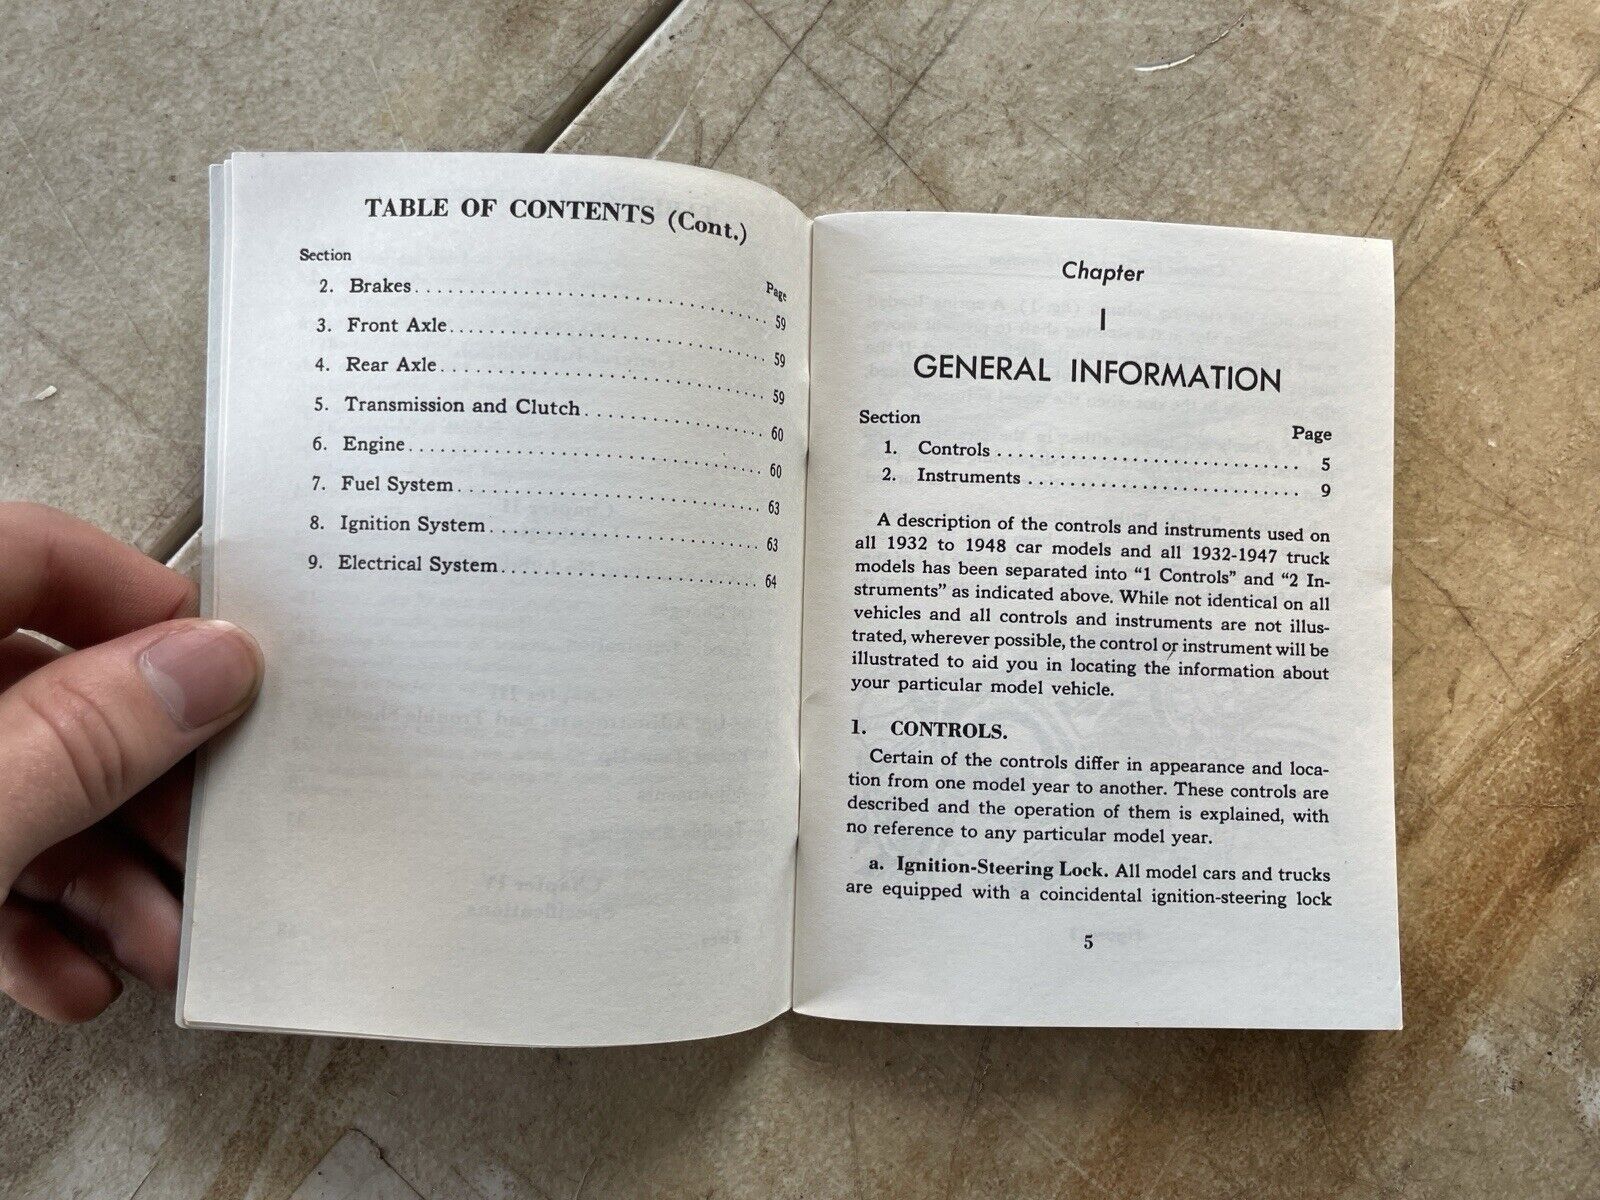 TABLE OF CONTENTS (Cont.)
Section
Page
2. Brakes 59
3. Front Axle 59
4. Rear Axle 59
5. Transmission and Clutch 60
6. Engine 60
7. Fuel System 63
8. Ignition System 63
9. Electrical System 64
Chapter
I
GENERAL INFORMATION
Section
Page
1. Controls 5
2. Instruments 9
A description of the controls and instruments used on
all 1932 to 1948 car models and all 1932-1947 truck
models has been separated into “1 Controls” and “2 In-
struments” as indicated above. While not identical on all
vehicles and all controls and instruments are not illus-
trated, wherever possible, the control or instrument will be
illustrated to aid you in locating the information about
your particular model vehicle.
1. CONTROLS.
Certain of the controls differ in appearance and loca-
tion from one model year to another. These controls are
described and the operation of them is explained, with
no reference to any particular model year.
a. Ignition-Steering Lock. All model cars and trucks
are equipped with a coincidental ignition-steering lock
5